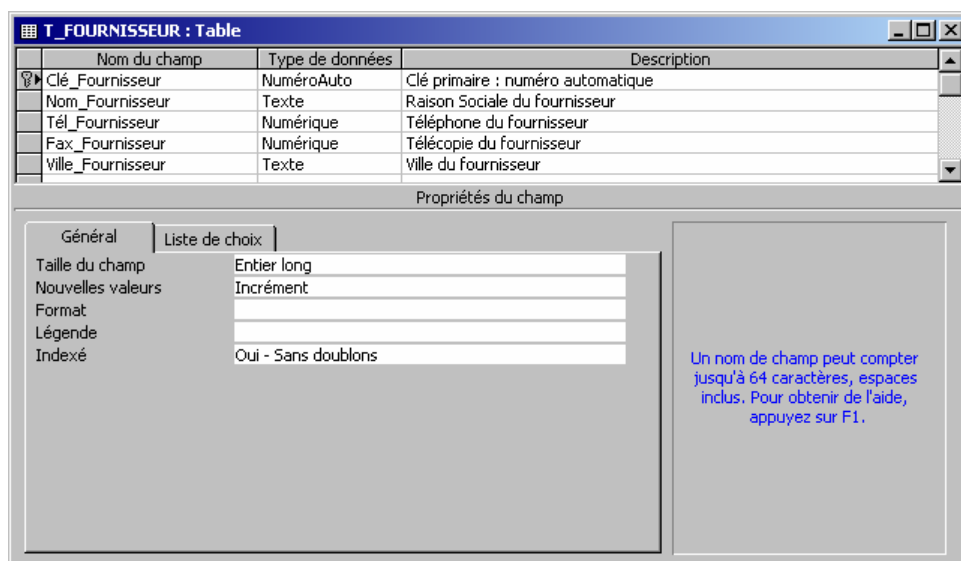 T_FOURNISSEUR : Table
Nom du champ Type de données Description
Clé_Fournisseur NuméroAuto Clé primaire : numéro automatique
Nom_Fournisseur Texte Raison Sociale du fournisseur
Tél_Fournisseur Numérique Téléphone du fournisseur
Fax_Fournisseur Numérique Télécopie du fournisseur
Ville_Fournisseur Texte Ville du fournisseur
Propriétés du champ
Général Liste de choix
Taille du champ Entier long
Nouvelles valeurs Incrément
Format
Légende
Indexé Oui - Sans doublons
Un nom de champ peut compter
jusqu'à 64 caractères, espaces
inclus. Pour obtenir de l'aide,
appuyez sur F1.